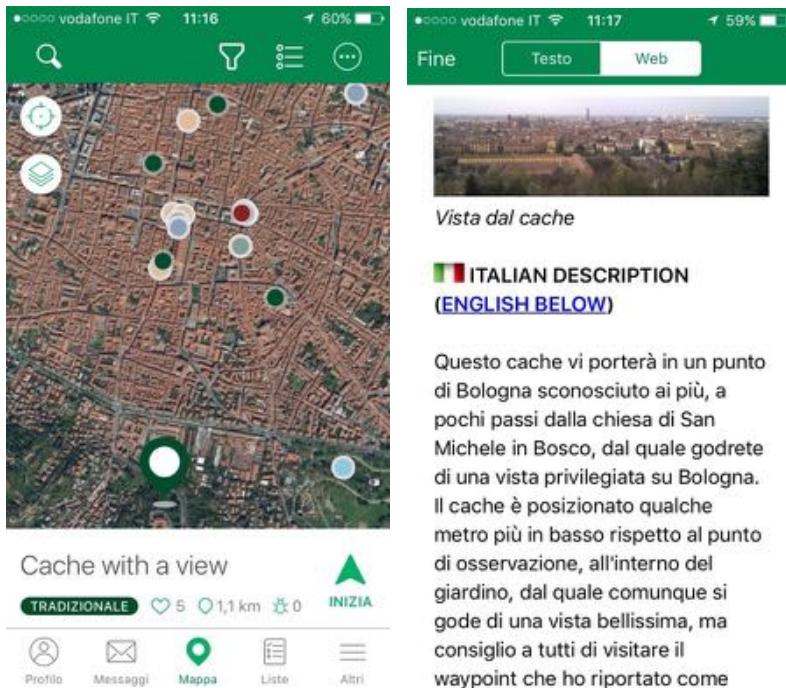 vodafone IT 11:16 60%
Cache with a view
TRADIZIONALE 5 1,1 km 0 INIZIA
Profilo Messaggi Mappa Liste Altri
vodafone IT 11:17 59%
Fine Testo Web
Vista dal cache
ITALIAN DESCRIPTION
(ENGLISH BELOW)
Questo cache vi porterà in un punto
di Bologna sconosciuto ai più, a
pochi passi dalla chiesa di San
Michele in Bosco, dal quale godrete
di una vista privilegiata su Bologna.
Il cache è posizionato qualche
metro più in basso rispetto al punto
di osservazione, all'interno del
giardino, dal quale comunque si
gode di una vista bellissima, ma
consiglio a tutti di visitare il
waypoint che ho riportato come